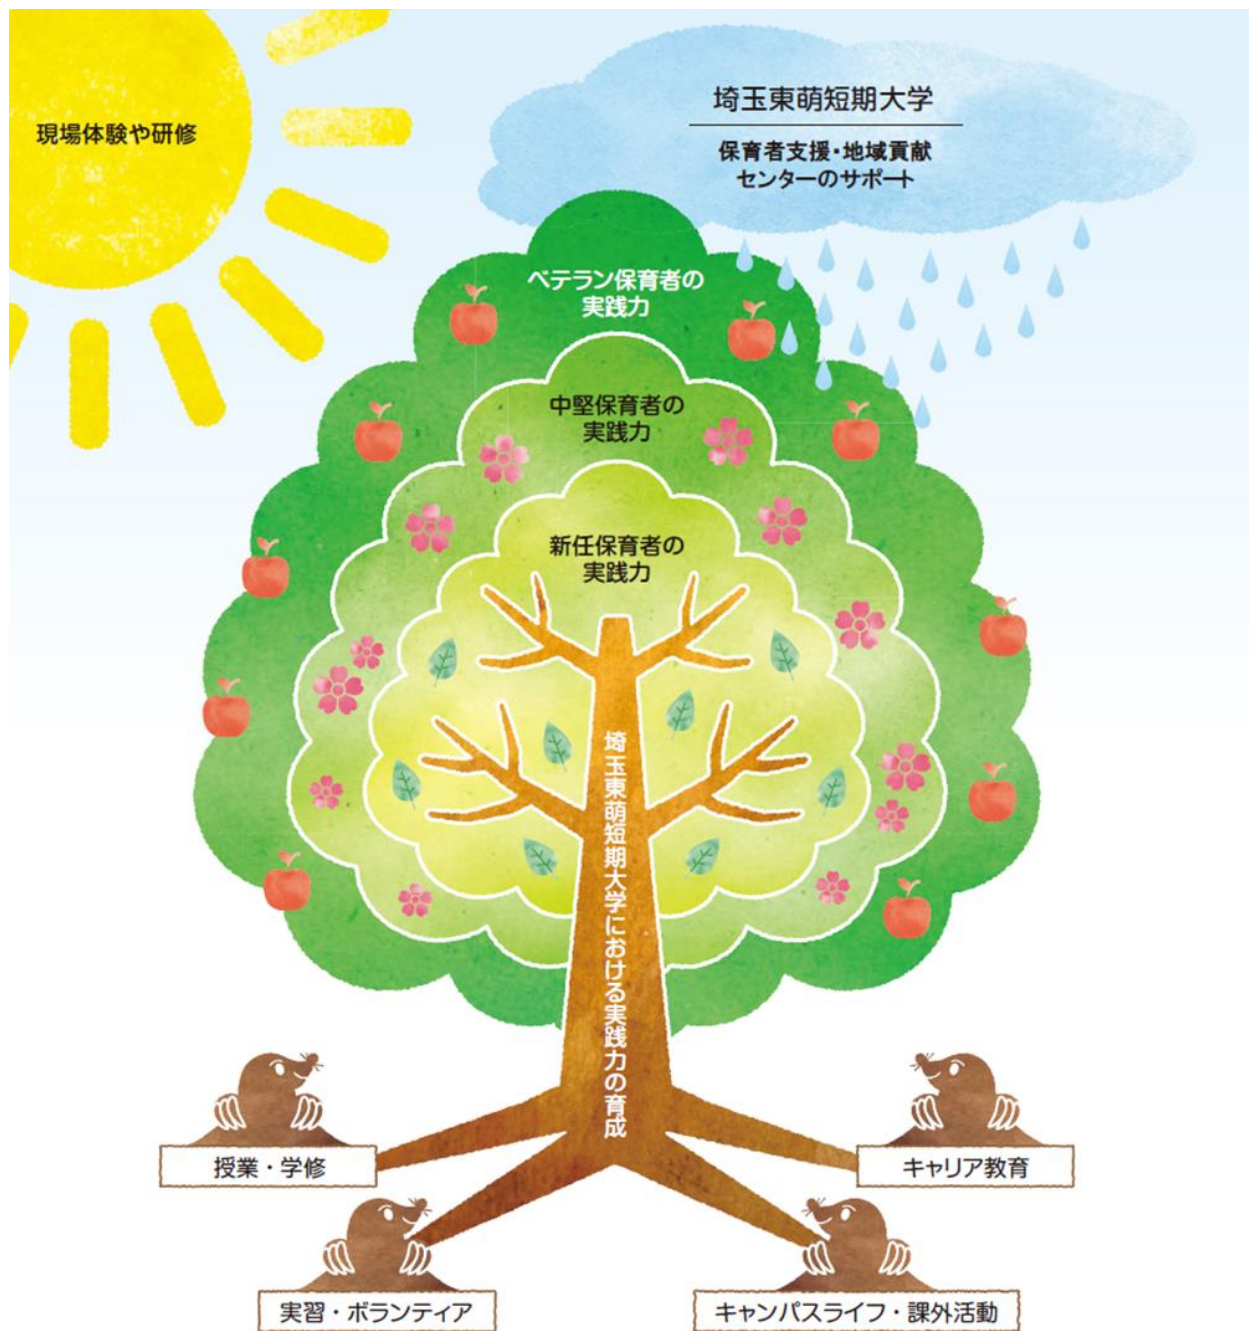 現場体験や研修
埼玉東萌短期大学
保育者支援・地域貢献
センターのサポート
ベテラン保育者の
実践力
中堅保育者の
実践力
新任保育者の
実践力
埼玉東萌短期大学における実践力の育成
授業・学修
キャリア教育
実習・ボランティア
キャンパスライフ・課外活動